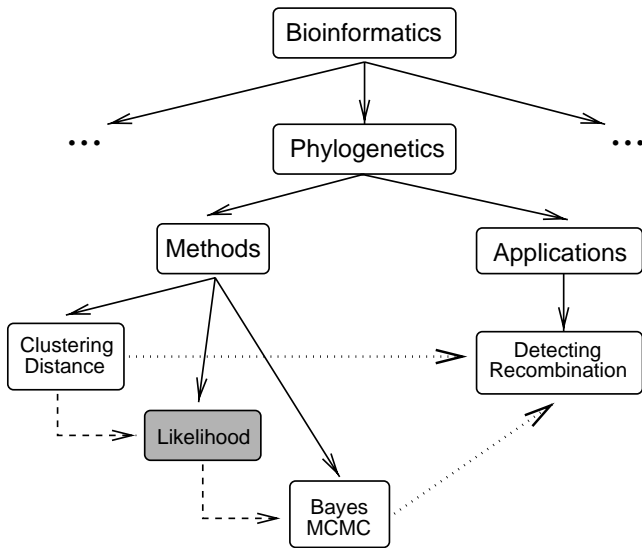 Bioinformatics
...
...
Phylogenetics
Methods
Applications
Clustering
Distance
Detecting
Recombination
Likelihood
Bayes
MCMC